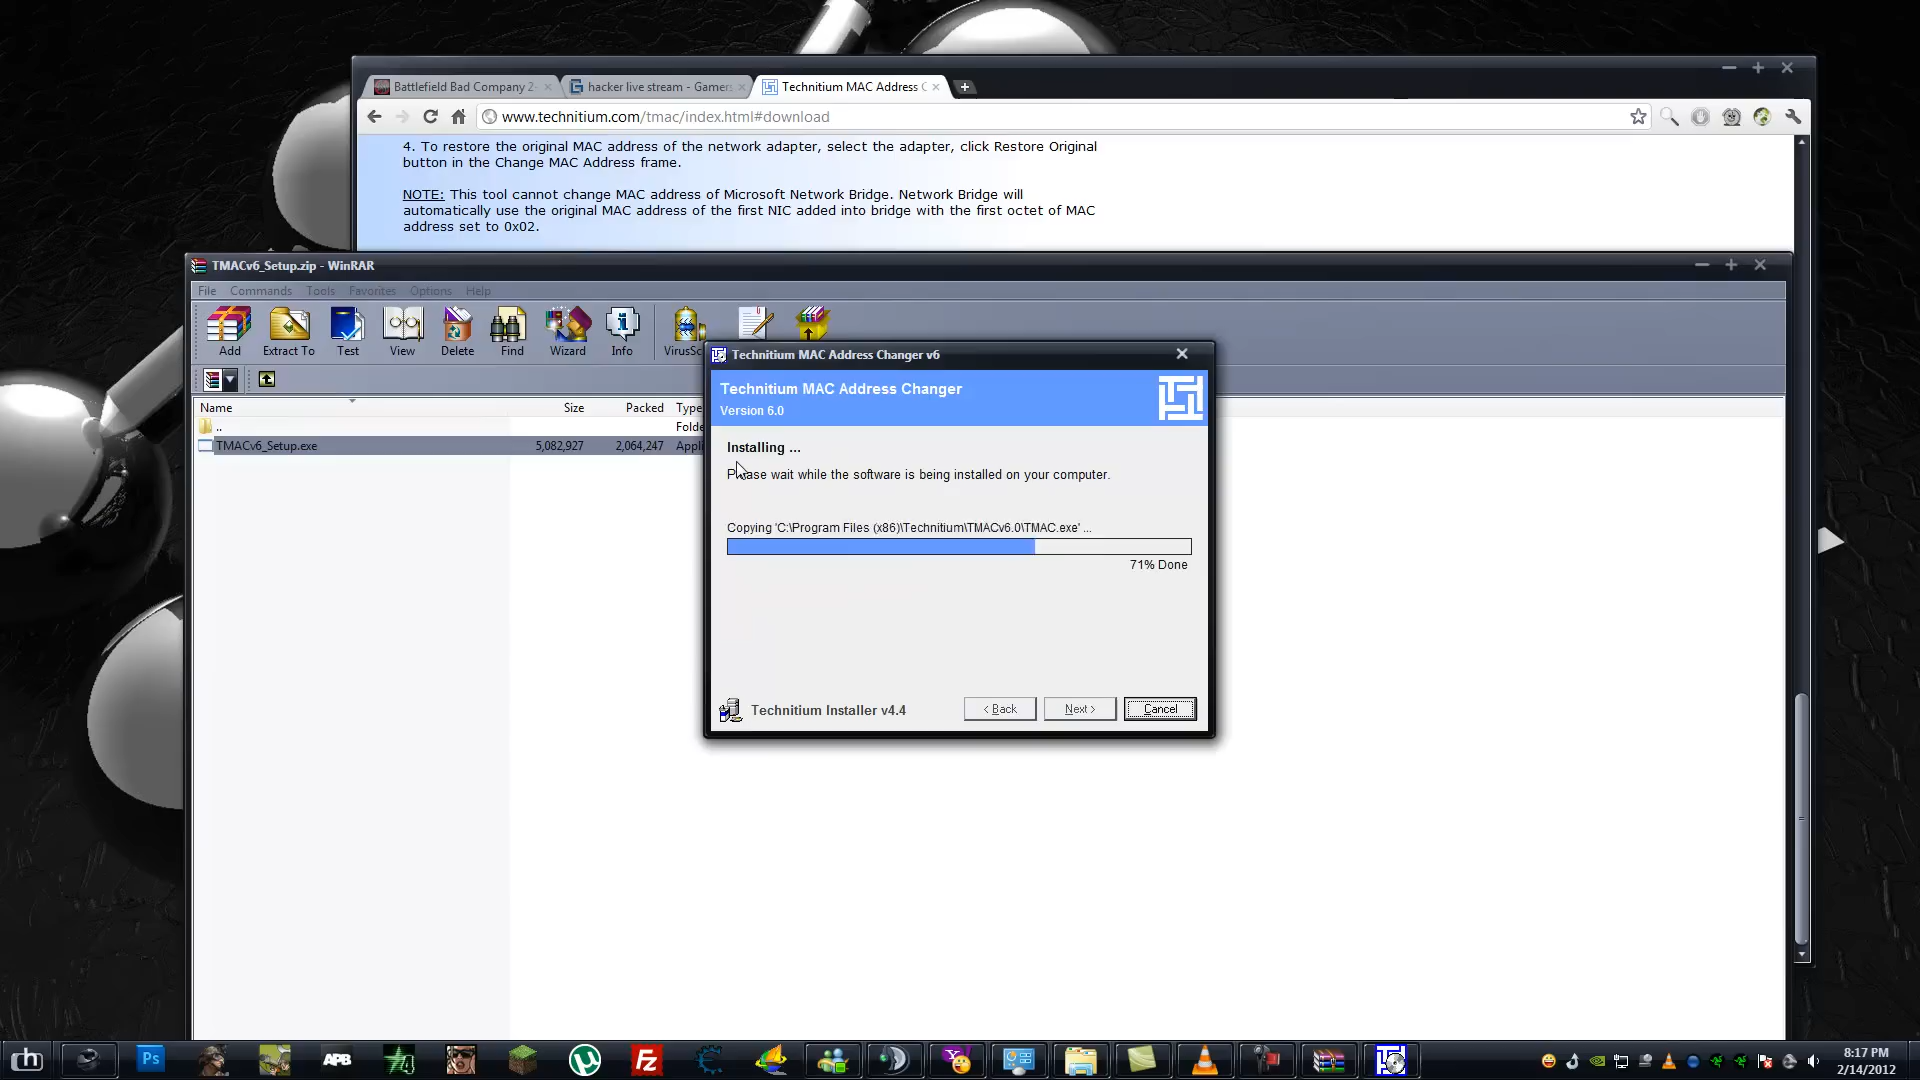 Battlefield Bad Company 2
hacker live stream - Gamers
Technitium MAC Address C
www.technitium.com/tmac/index.html#download
4. To restore the original MAC address of the network adapter, select the adapter, click Restore Original
button in the Change MAC Address frame.
NOTE: This tool cannot change MAC address of Microsoft Network Bridge. Network Bridge will
automatically use the original MAC address of the first NIC added into bridge with the first octet of MAC
address set to 0x02.
TMACv6_Setup.zip - WinRAR
File Commands Tools Favorites Options Help
Add Extract To Test View Delete Find Wizard Info VirusSc
Name Size Packed Type
.. Folde
TMACv6_Setup.exe 5,082,927 2,064,247 Appli
Technitium MAC Address Changer v6
Technitium MAC Address Changer
Version 6.0
Installing ...
Please wait while the software is being installed on your computer.
Copying 'C:\Program Files (x86)\Technitium\TMACv6.0\TMAC.exe' ...
71% Done
Technitium Installer v4.4
< Back
Next >
Cancel
Ps
APB
Fz
8:17 PM
2/14/2012